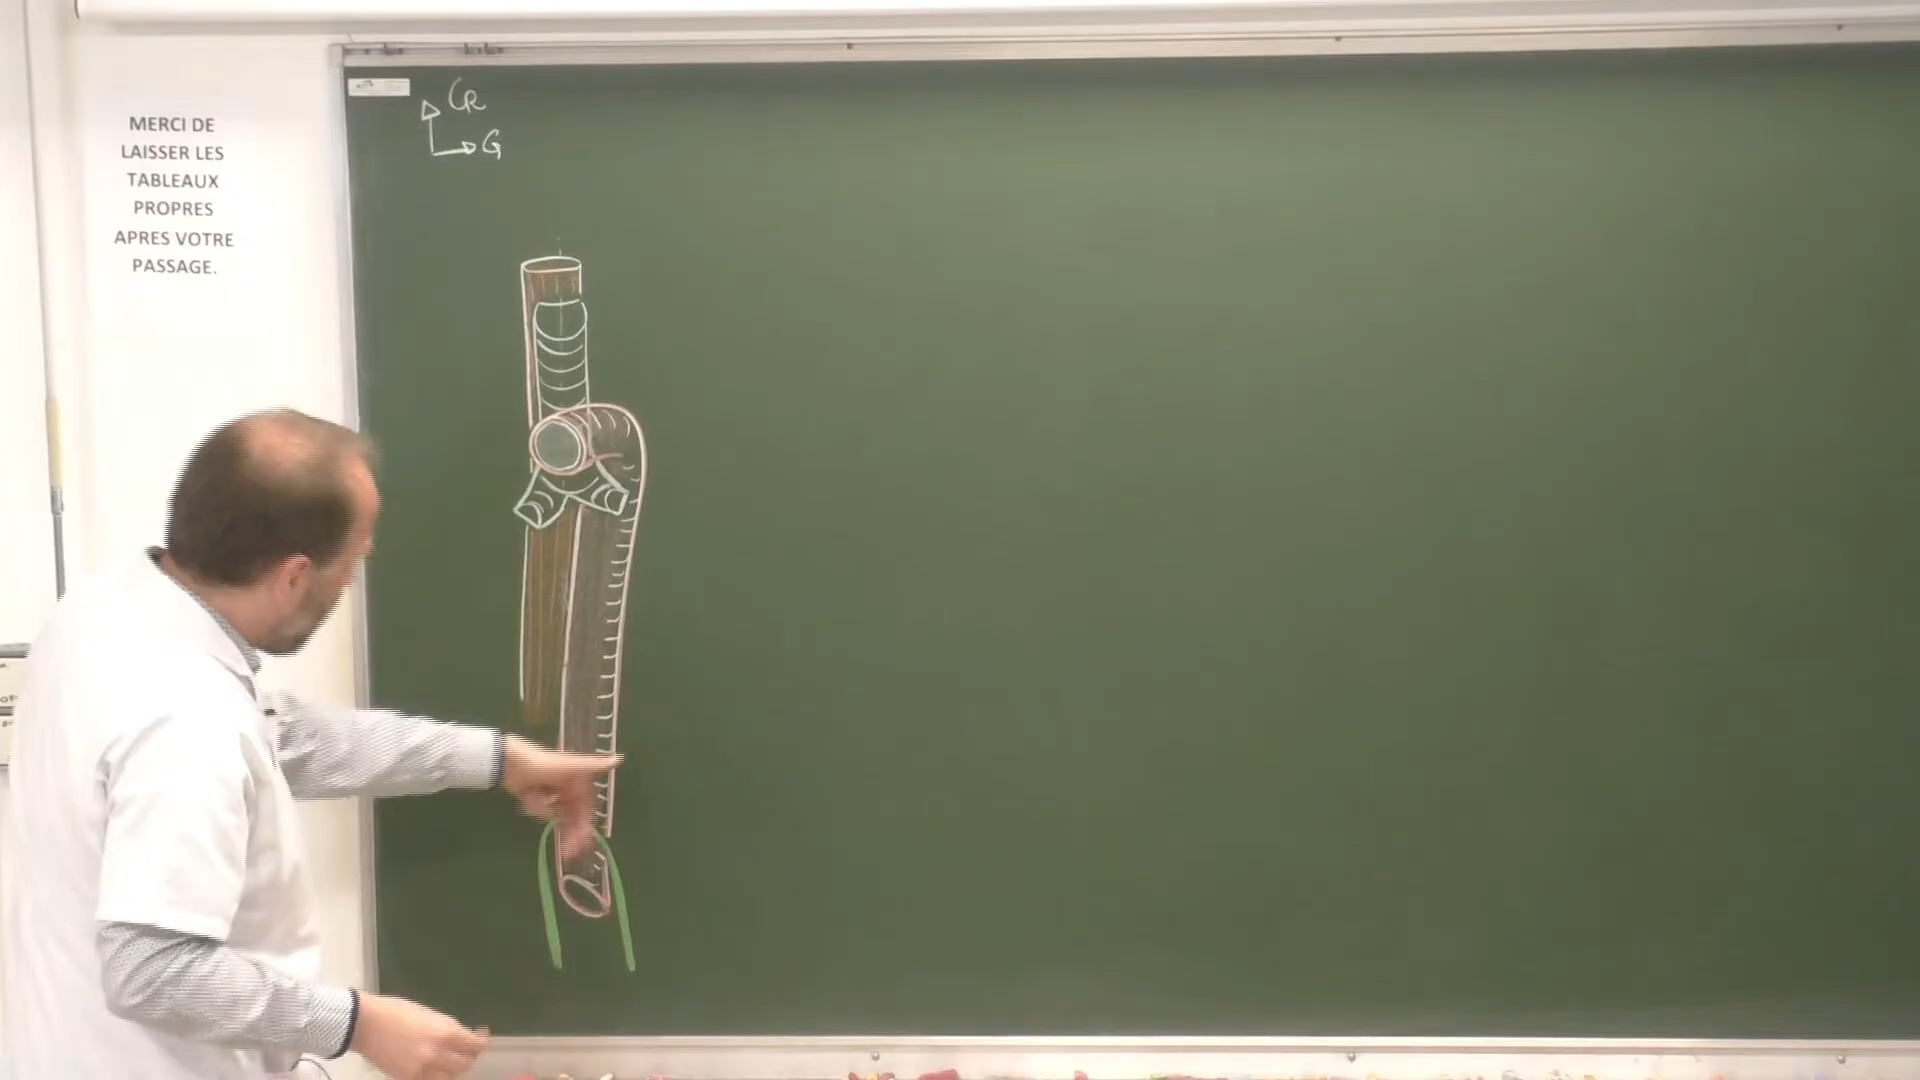 MERCI DE
LAISSER LES
TABLEAUX
PROPRES
APRES VOTRE
PASSAGE.
CR
G